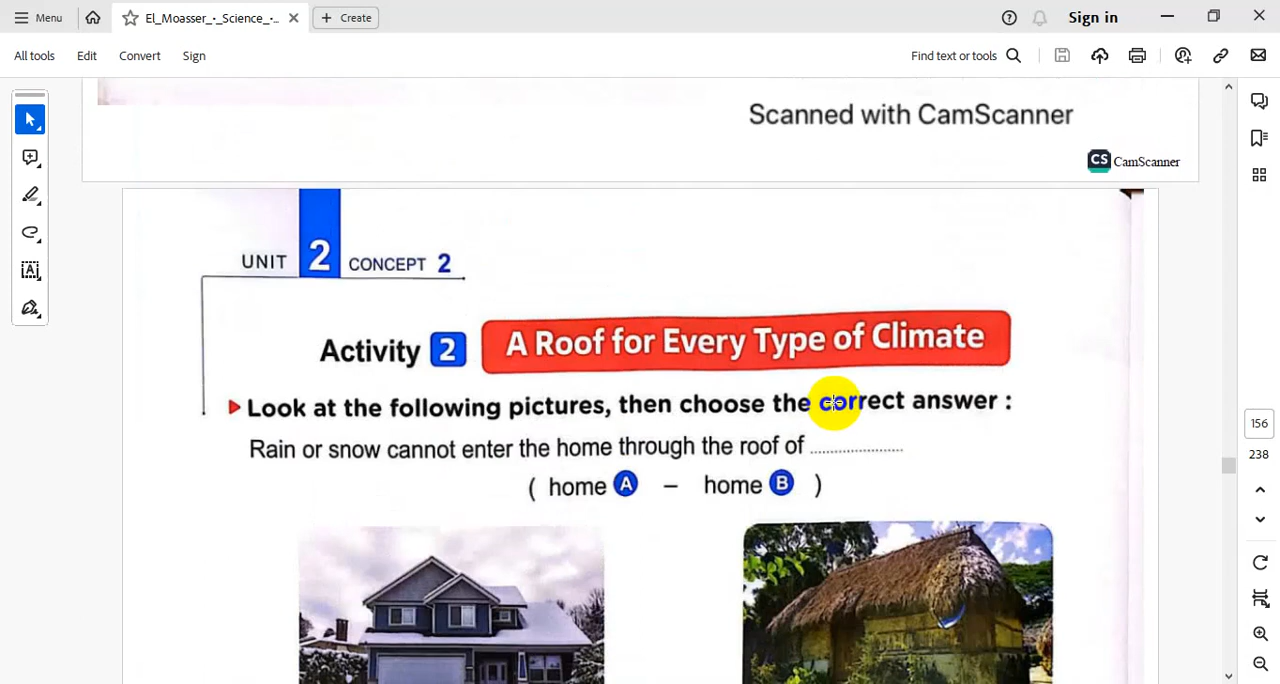 Menu
El_Moasser_-_Science_-...
Create
Sign in
All tools
Edit
Convert
Sign
Find text or tools
Scanned with CamScanner
CS CamScanner
UNIT 2 CONCEPT 2
Activity 2 A Roof for Every Type of Climate
Look at the following pictures, then choose the correct answer :
Rain or snow cannot enter the home through the roof of ....................
( home A – home B )
156
238